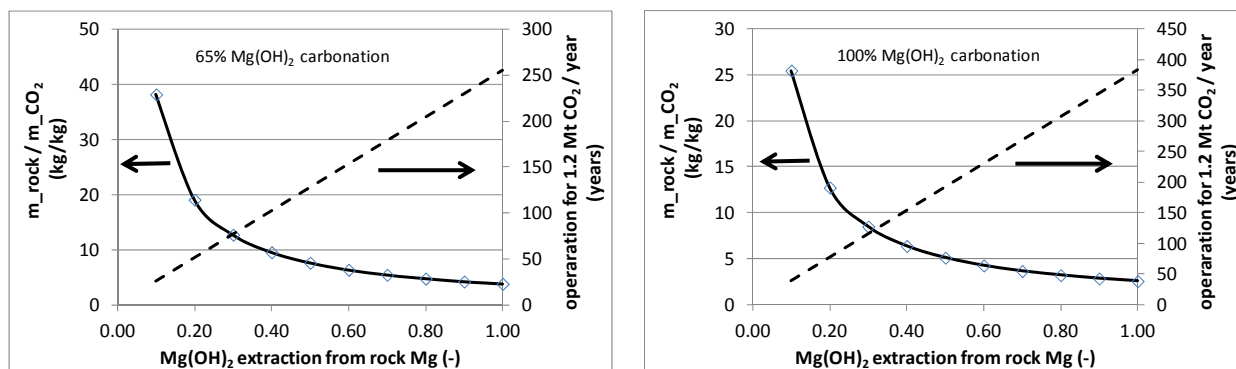 65% Mg(OH)₂ carbonation
m_rock / m_CO₂
(kg/kg)
50
40
30
20
10
0
300
250
200
150
100
50
0
operaration for 1.2 Mt CO₂ / year
(years)
0.00 0.20 0.40 0.60 0.80 1.00
Mg(OH)₂ extraction from rock Mg (-)
100% Mg(OH)₂ carbonation
m_rock / m_CO₂
(kg/kg)
30
25
20
15
10
5
0
450
400
350
300
250
200
150
100
50
0
operaration for 1.2 Mt CO₂ / year
(years)
0.00 0.20 0.40 0.60 0.80 1.00
Mg(OH)₂ extraction from rock Mg (-)